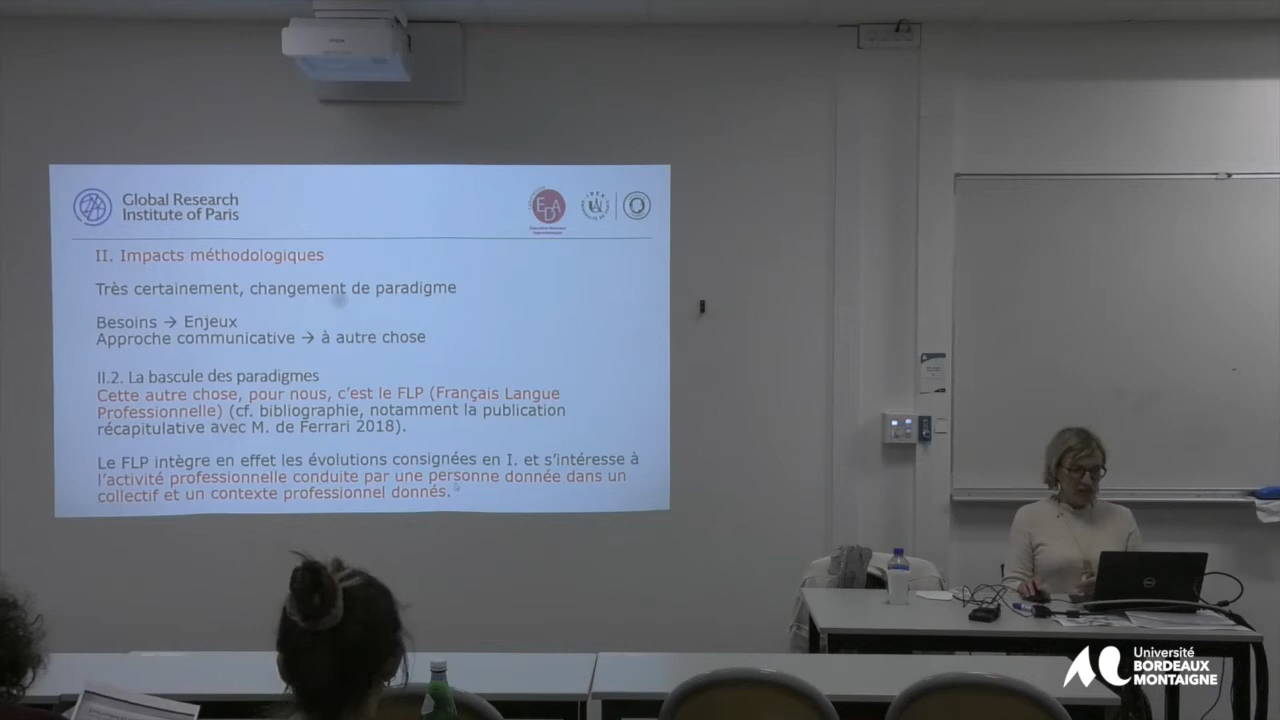 EPSON
Global Research
Institute of Paris
EDA
II. Impacts méthodologiques
Très certainement, changement de paradigme
Besoins → Enjeux
Approche communicative → à autre chose
II.2. La bascule des paradigmes
Cette autre chose, pour nous, c’est le FLP (Français Langue
Professionnelle) (cf. bibliographie, notamment la publication
récapitulative avec M. de Ferrari 2018).
Le FLP intègre en effet les évolutions consignées en I. et s’intéresse à
l’activité professionnelle conduite par une personne donnée dans un
collectif et un contexte professionnel donnés.
DELL
Université
BORDEAUX
MONTAIGNE